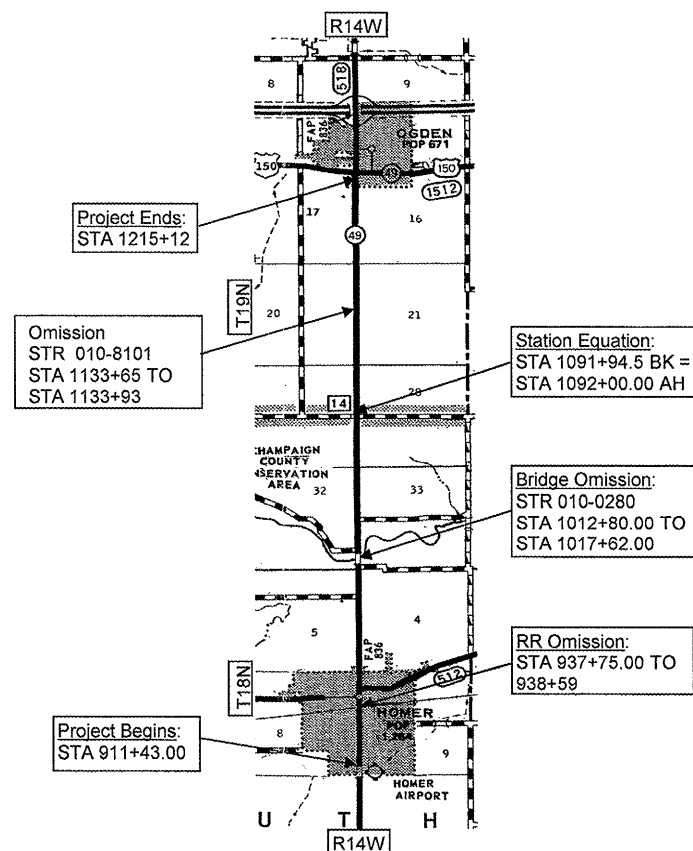 R14W
518
8
9
FAP
836
OGDEN
POP 671
150
49
150
1512
Project Ends:
STA 1215+12
17
16
49
T19N
20
21
Omission
STR 010-8101
STA 1133+65 TO
STA 1133+93
Station Equation:
STA 1091+94.5 BK =
STA 1092+00.00 AH
28
14
CHAMPAIGN
COUNTY
NSERVATION
AREA
32
33
Bridge Omission:
STR 010-0280
STA 1012+80.00 TO
STA 1017+62.00
5
4
FAP
836
RR Omission:
STA 937+75.00 TO
938+59
T18N
512
HOMER
POP
Project Begins:
STA 911+43.00
8
9
HOMER
AIRPORT
U T H
R14W